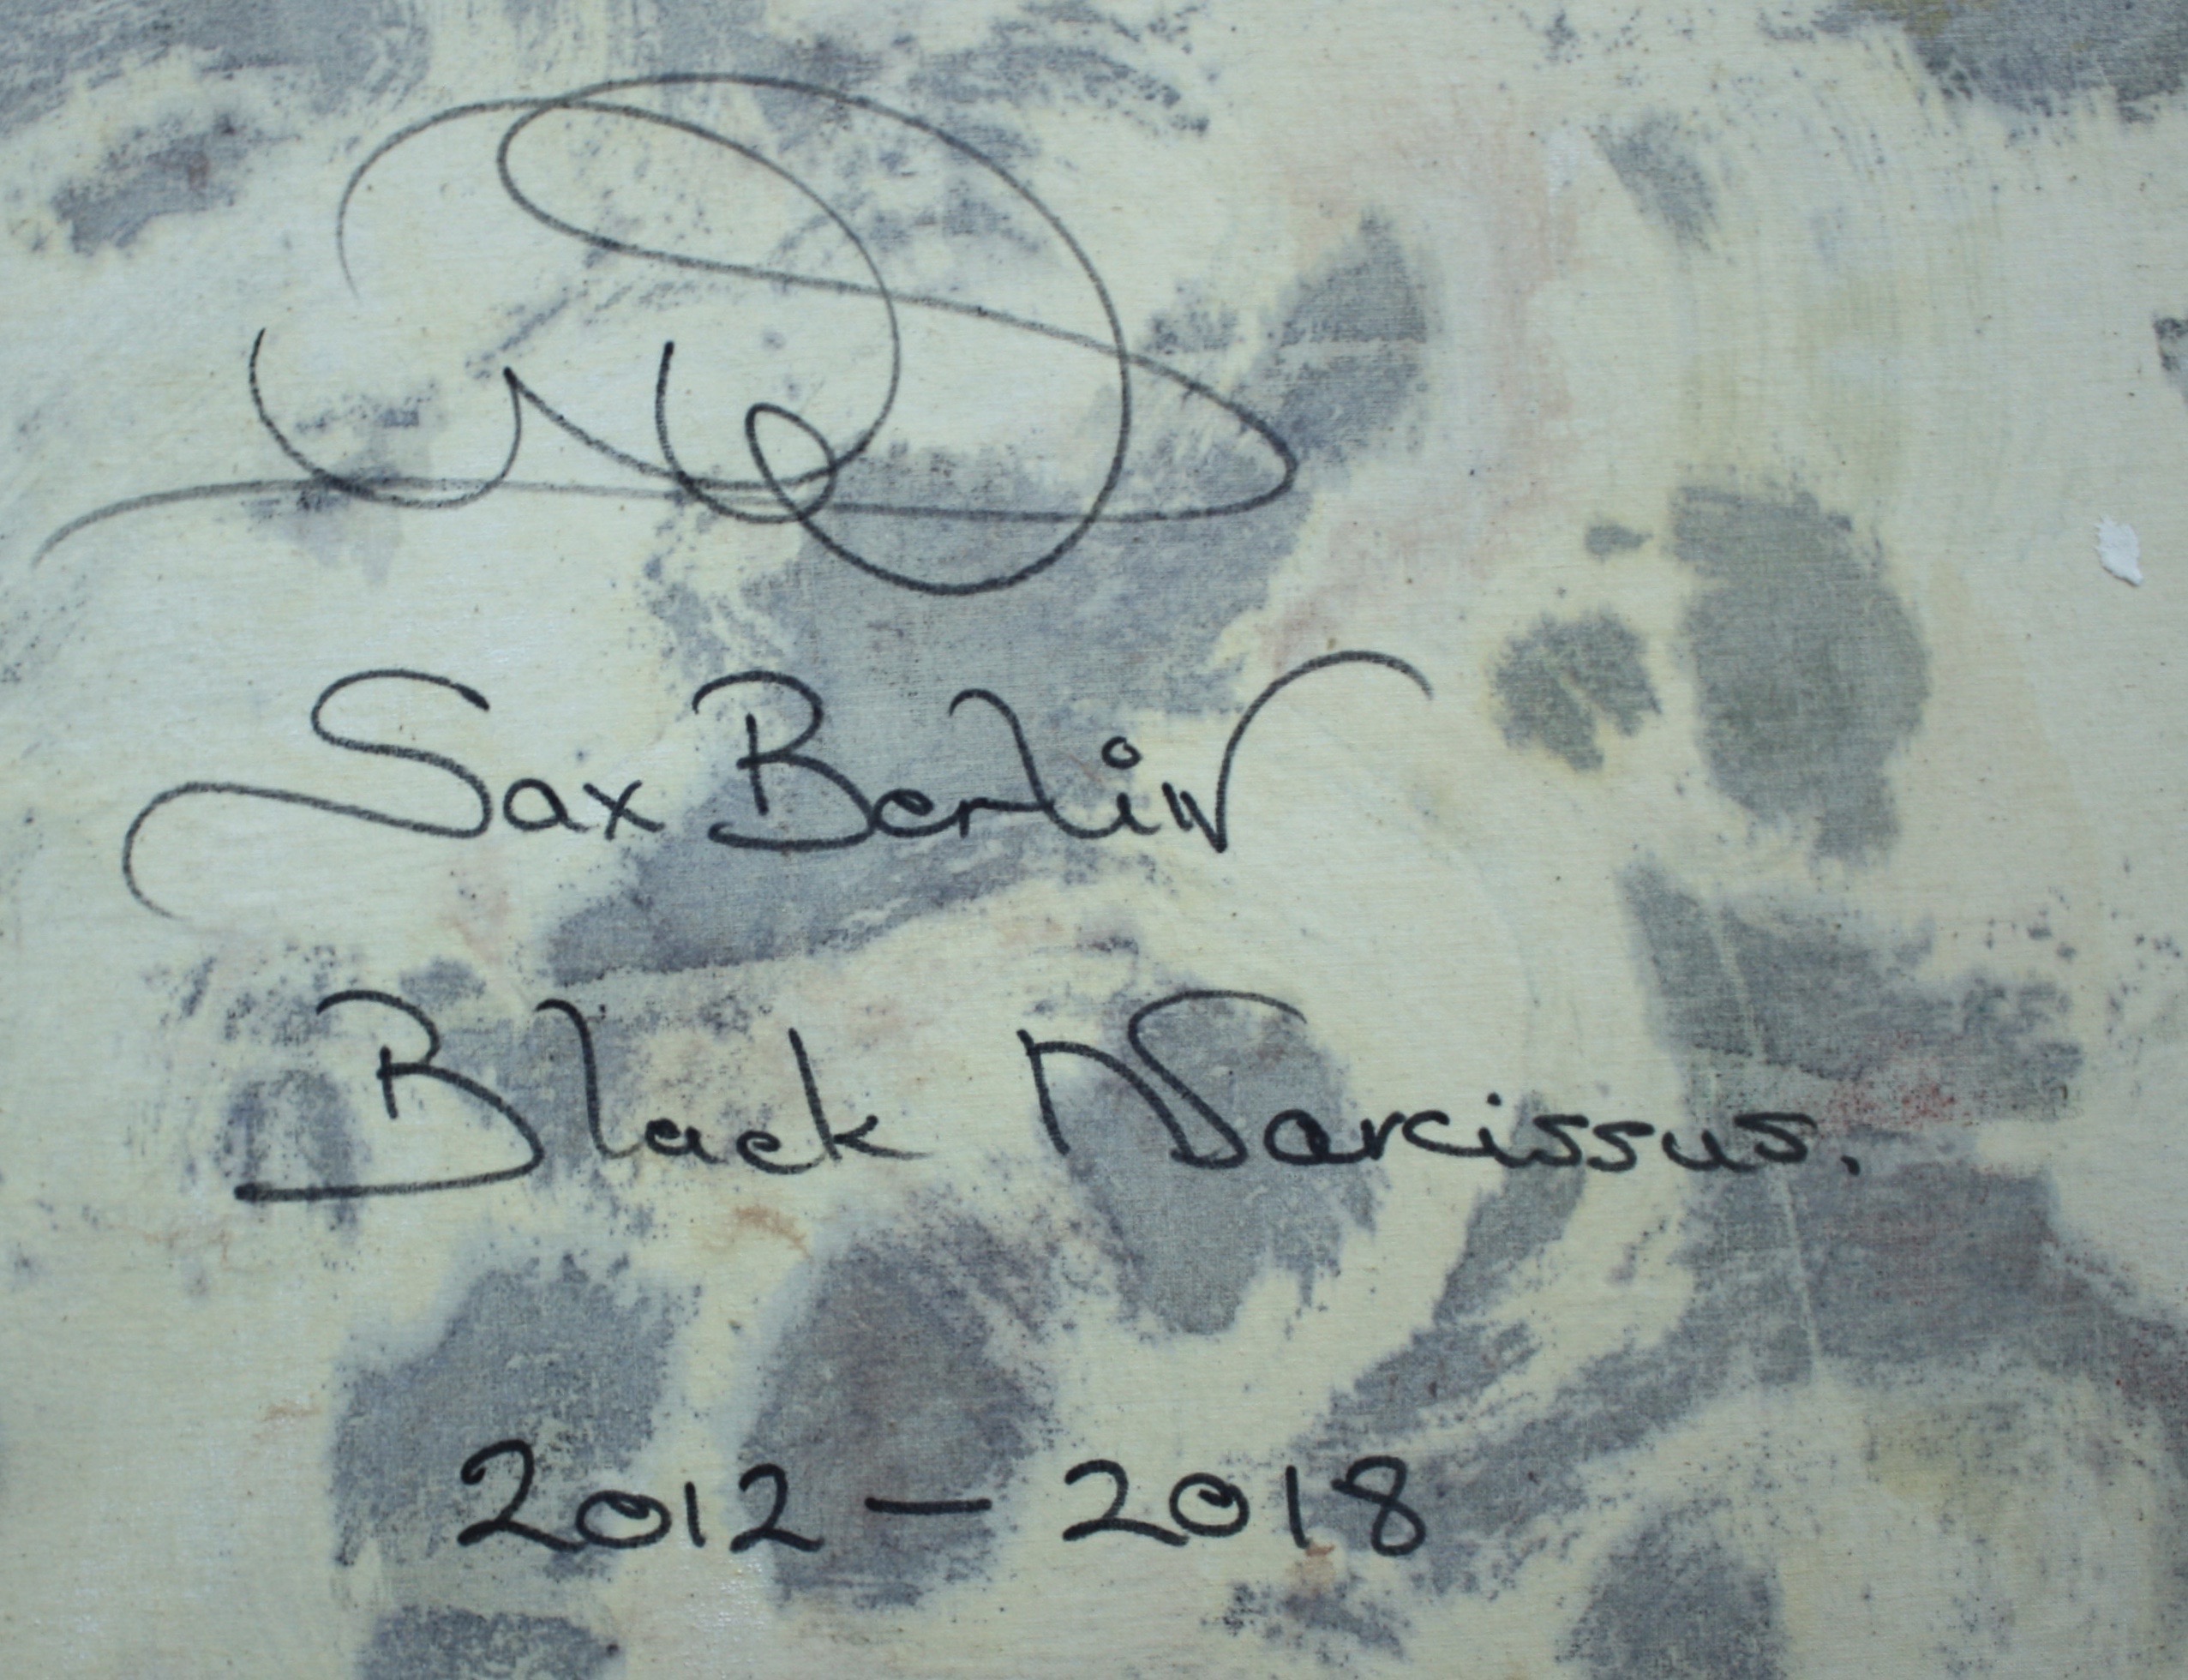 Sax Berlin
Black Narcissus.
2012 – 2018